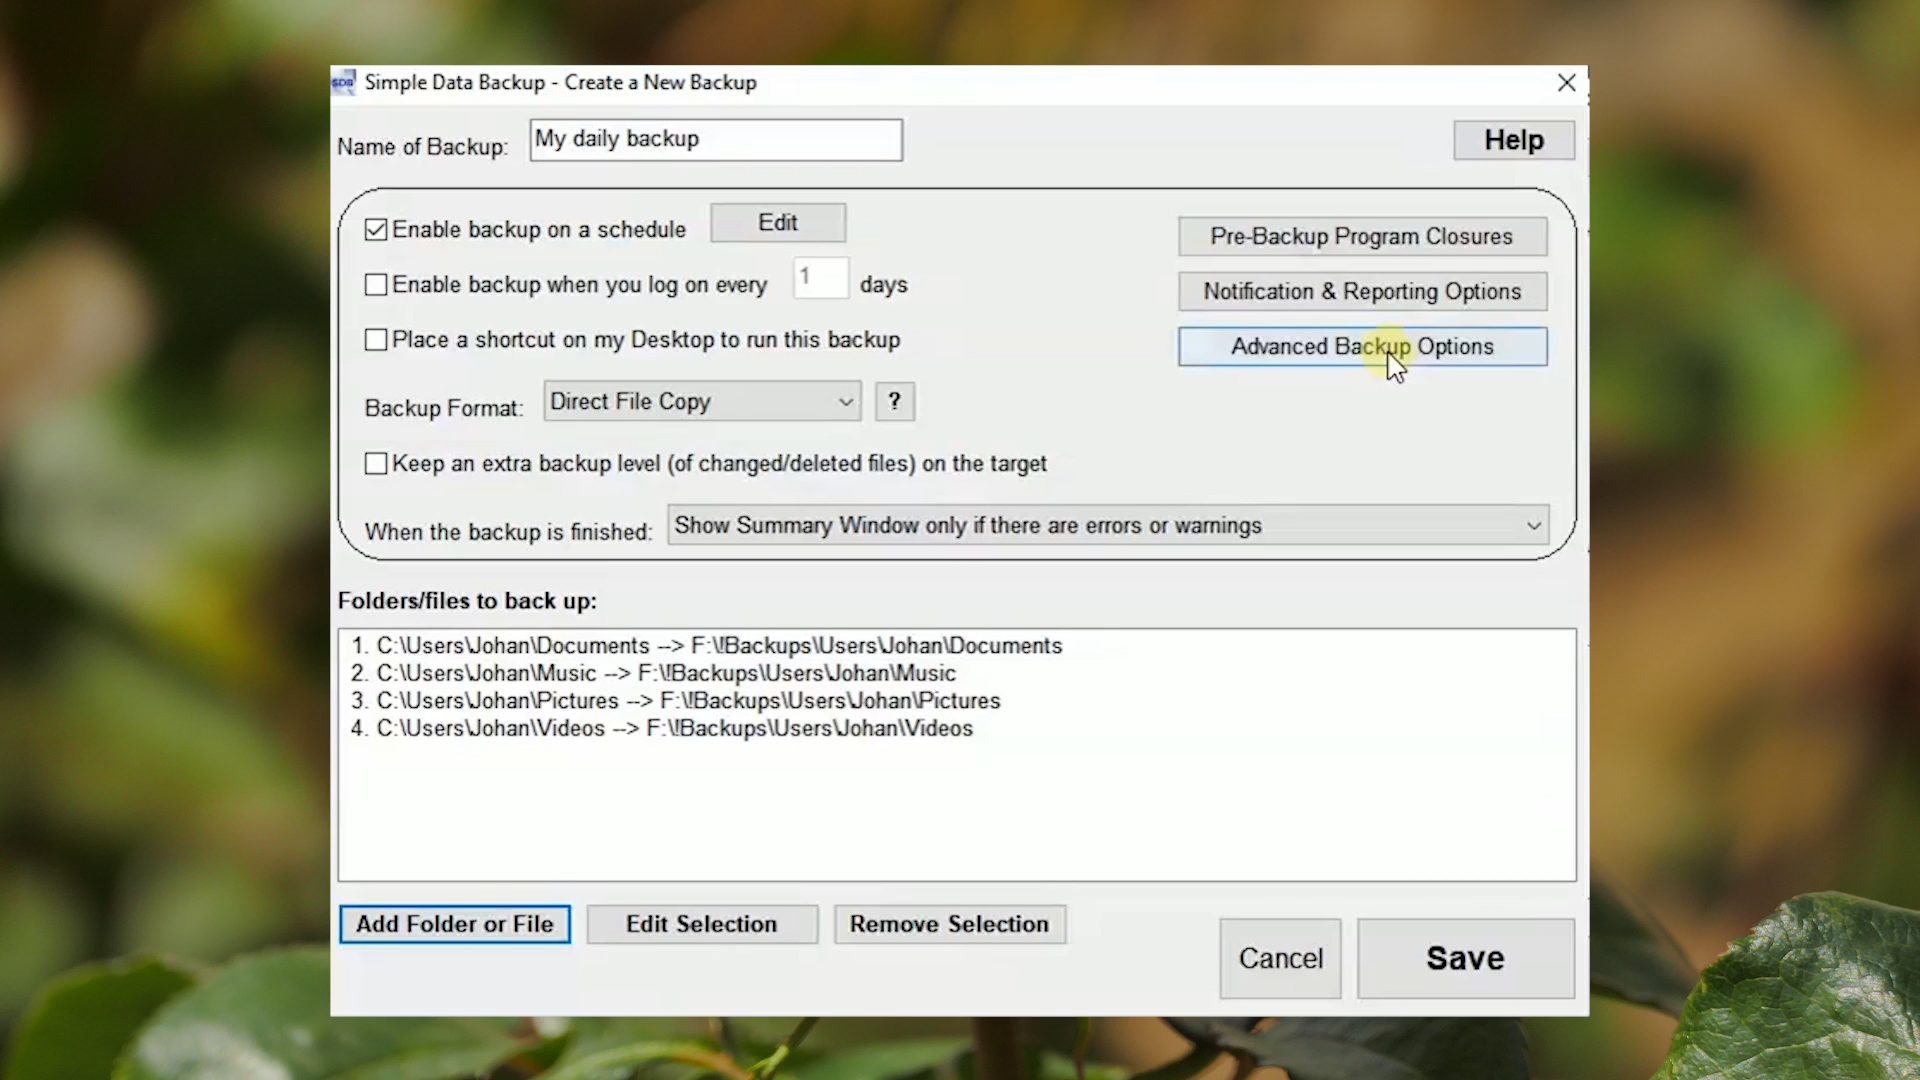 SDB Simple Data Backup - Create a New Backup
Name of Backup: My daily backup Help
Enable backup on a schedule Edit Pre-Backup Program Closures
Enable backup when you log on every 1 days Notification & Reporting Options
Place a shortcut on my Desktop to run this backup Advanced Backup Options
Backup Format: Direct File Copy ?
Keep an extra backup level (of changed/deleted files) on the target
When the backup is finished: Show Summary Window only if there are errors or warnings
Folders/files to back up:
1. C:\Users\Johan\Documents --> F:\!Backups\Users\Johan\Documents
2. C:\Users\Johan\Music --> F:\!Backups\Users\Johan\Music
3. C:\Users\Johan\Pictures --> F:\!Backups\Users\Johan\Pictures
4. C:\Users\Johan\Videos --> F:\!Backups\Users\Johan\Videos
Add Folder or File Edit Selection Remove Selection Cancel Save